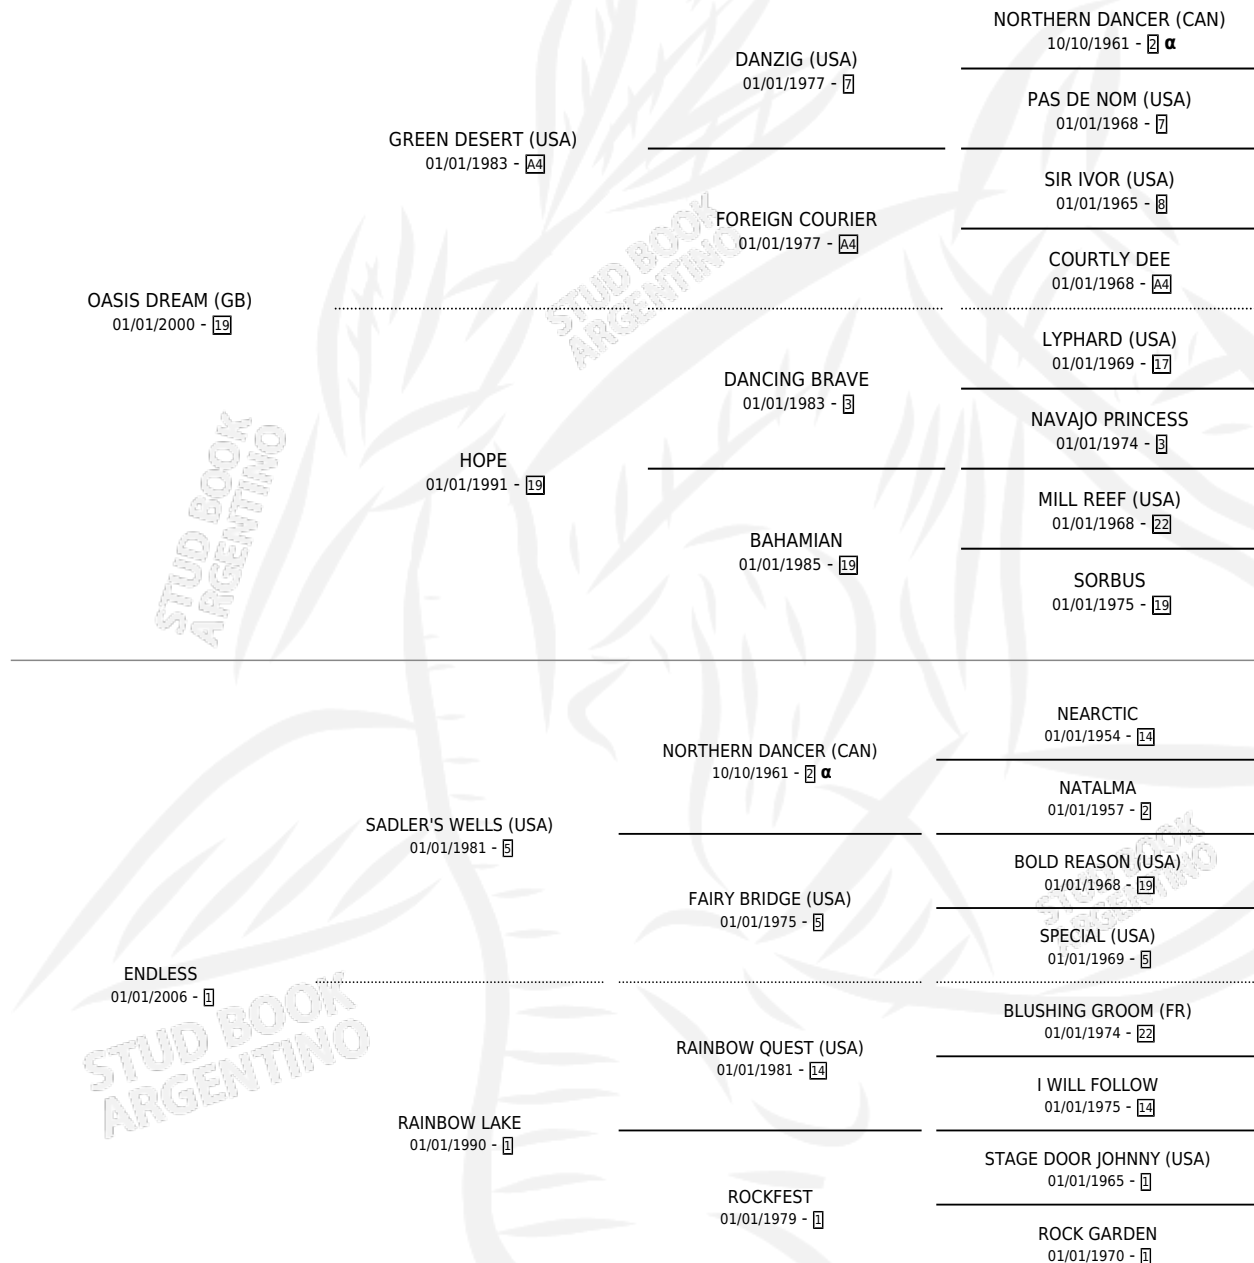 NORTHERN DANCER (CAN)
10/10/1961 - 2 α
DANZIG (USA)
01/01/1977 - 7
PAS DE NOM (USA)
01/01/1968 - 7
GREEN DESERT (USA)
01/01/1983 - A4
SIR IVOR (USA)
01/01/1965 - 8
FOREIGN COURIER
01/01/1977 - A4
COURTLY DEE
01/01/1968 - A4
OASIS DREAM (GB)
01/01/2000 - 19
LYPHARD (USA)
01/01/1969 - 17
DANCING BRAVE
01/01/1983 - 3
NAVAJO PRINCESS
01/01/1974 - 3
HOPE
01/01/1991 - 19
MILL REEF (USA)
01/01/1968 - 22
BAHAMIAN
01/01/1985 - 19
SORBUS
01/01/1975 - 19
NEARCTIC
01/01/1954 - 14
NORTHERN DANCER (CAN)
10/10/1961 - 2 α
NATALMA
01/01/1957 - 2
SADLER'S WELLS (USA)
01/01/1981 - 5
BOLD REASON (USA)
01/01/1968 - 19
FAIRY BRIDGE (USA)
01/01/1975 - 5
SPECIAL (USA)
01/01/1969 - 5
ENDLESS
01/01/2006 - 1
BLUSHING GROOM (FR)
01/01/1974 - 22
RAINBOW QUEST (USA)
01/01/1981 - 14
I WILL FOLLOW
01/01/1975 - 14
RAINBOW LAKE
01/01/1990 - 1
STAGE DOOR JOHNNY (USA)
01/01/1965 - 1
ROCKFEST
01/01/1979 - 1
ROCK GARDEN
01/01/1970 - 1
STUD BOOK
ARGENTINO
STUD BOOK
ARGENTINO
STUD BOOK
ARGENTINO
STUD BOOK
ARGENTINO